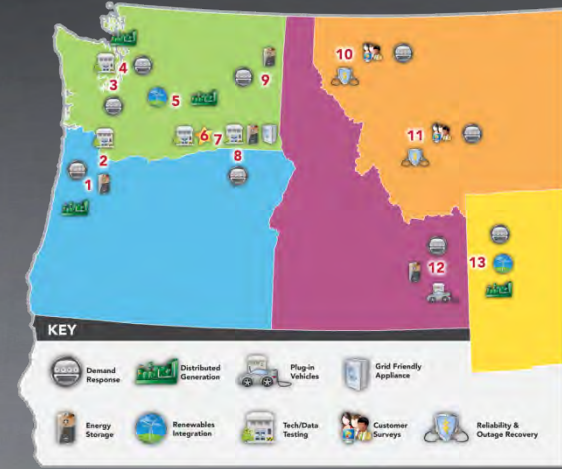 10
9
4
3
5
11
6
7
2
8
1
12
13
KEY
Demand
Response
Distributed
Generation
Plug-in
Vehicles
Grid Friendly
Appliance
Energy
Storage
Renewables
Integration
Tech/Data
Testing
Customer
Surveys
Reliability &
Outage Recovery